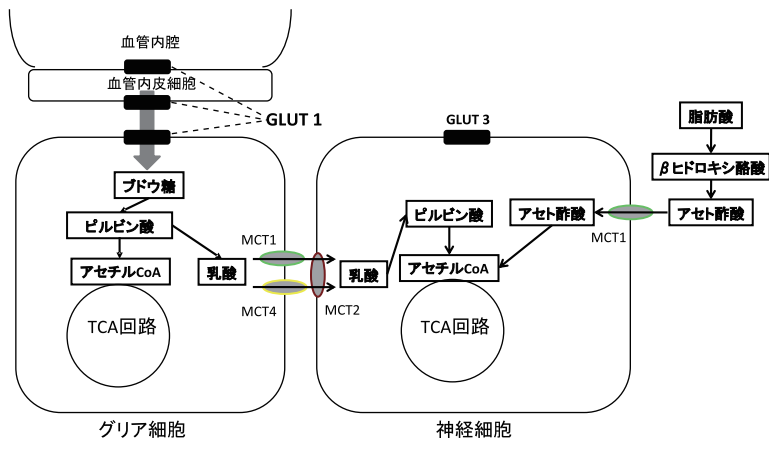 血管内腔
血管内皮細胞
GLUT 1
GLUT 3
ブドウ糖
ピルビン酸
アセチルCoA
乳酸
TCA回路
グリア細胞
MCT1
MCT4
MCT2
乳酸
ピルビン酸
アセト酢酸
アセチルCoA
TCA回路
神経細胞
MCT1
脂肪酸
βヒドロキシ酪酸
アセト酢酸